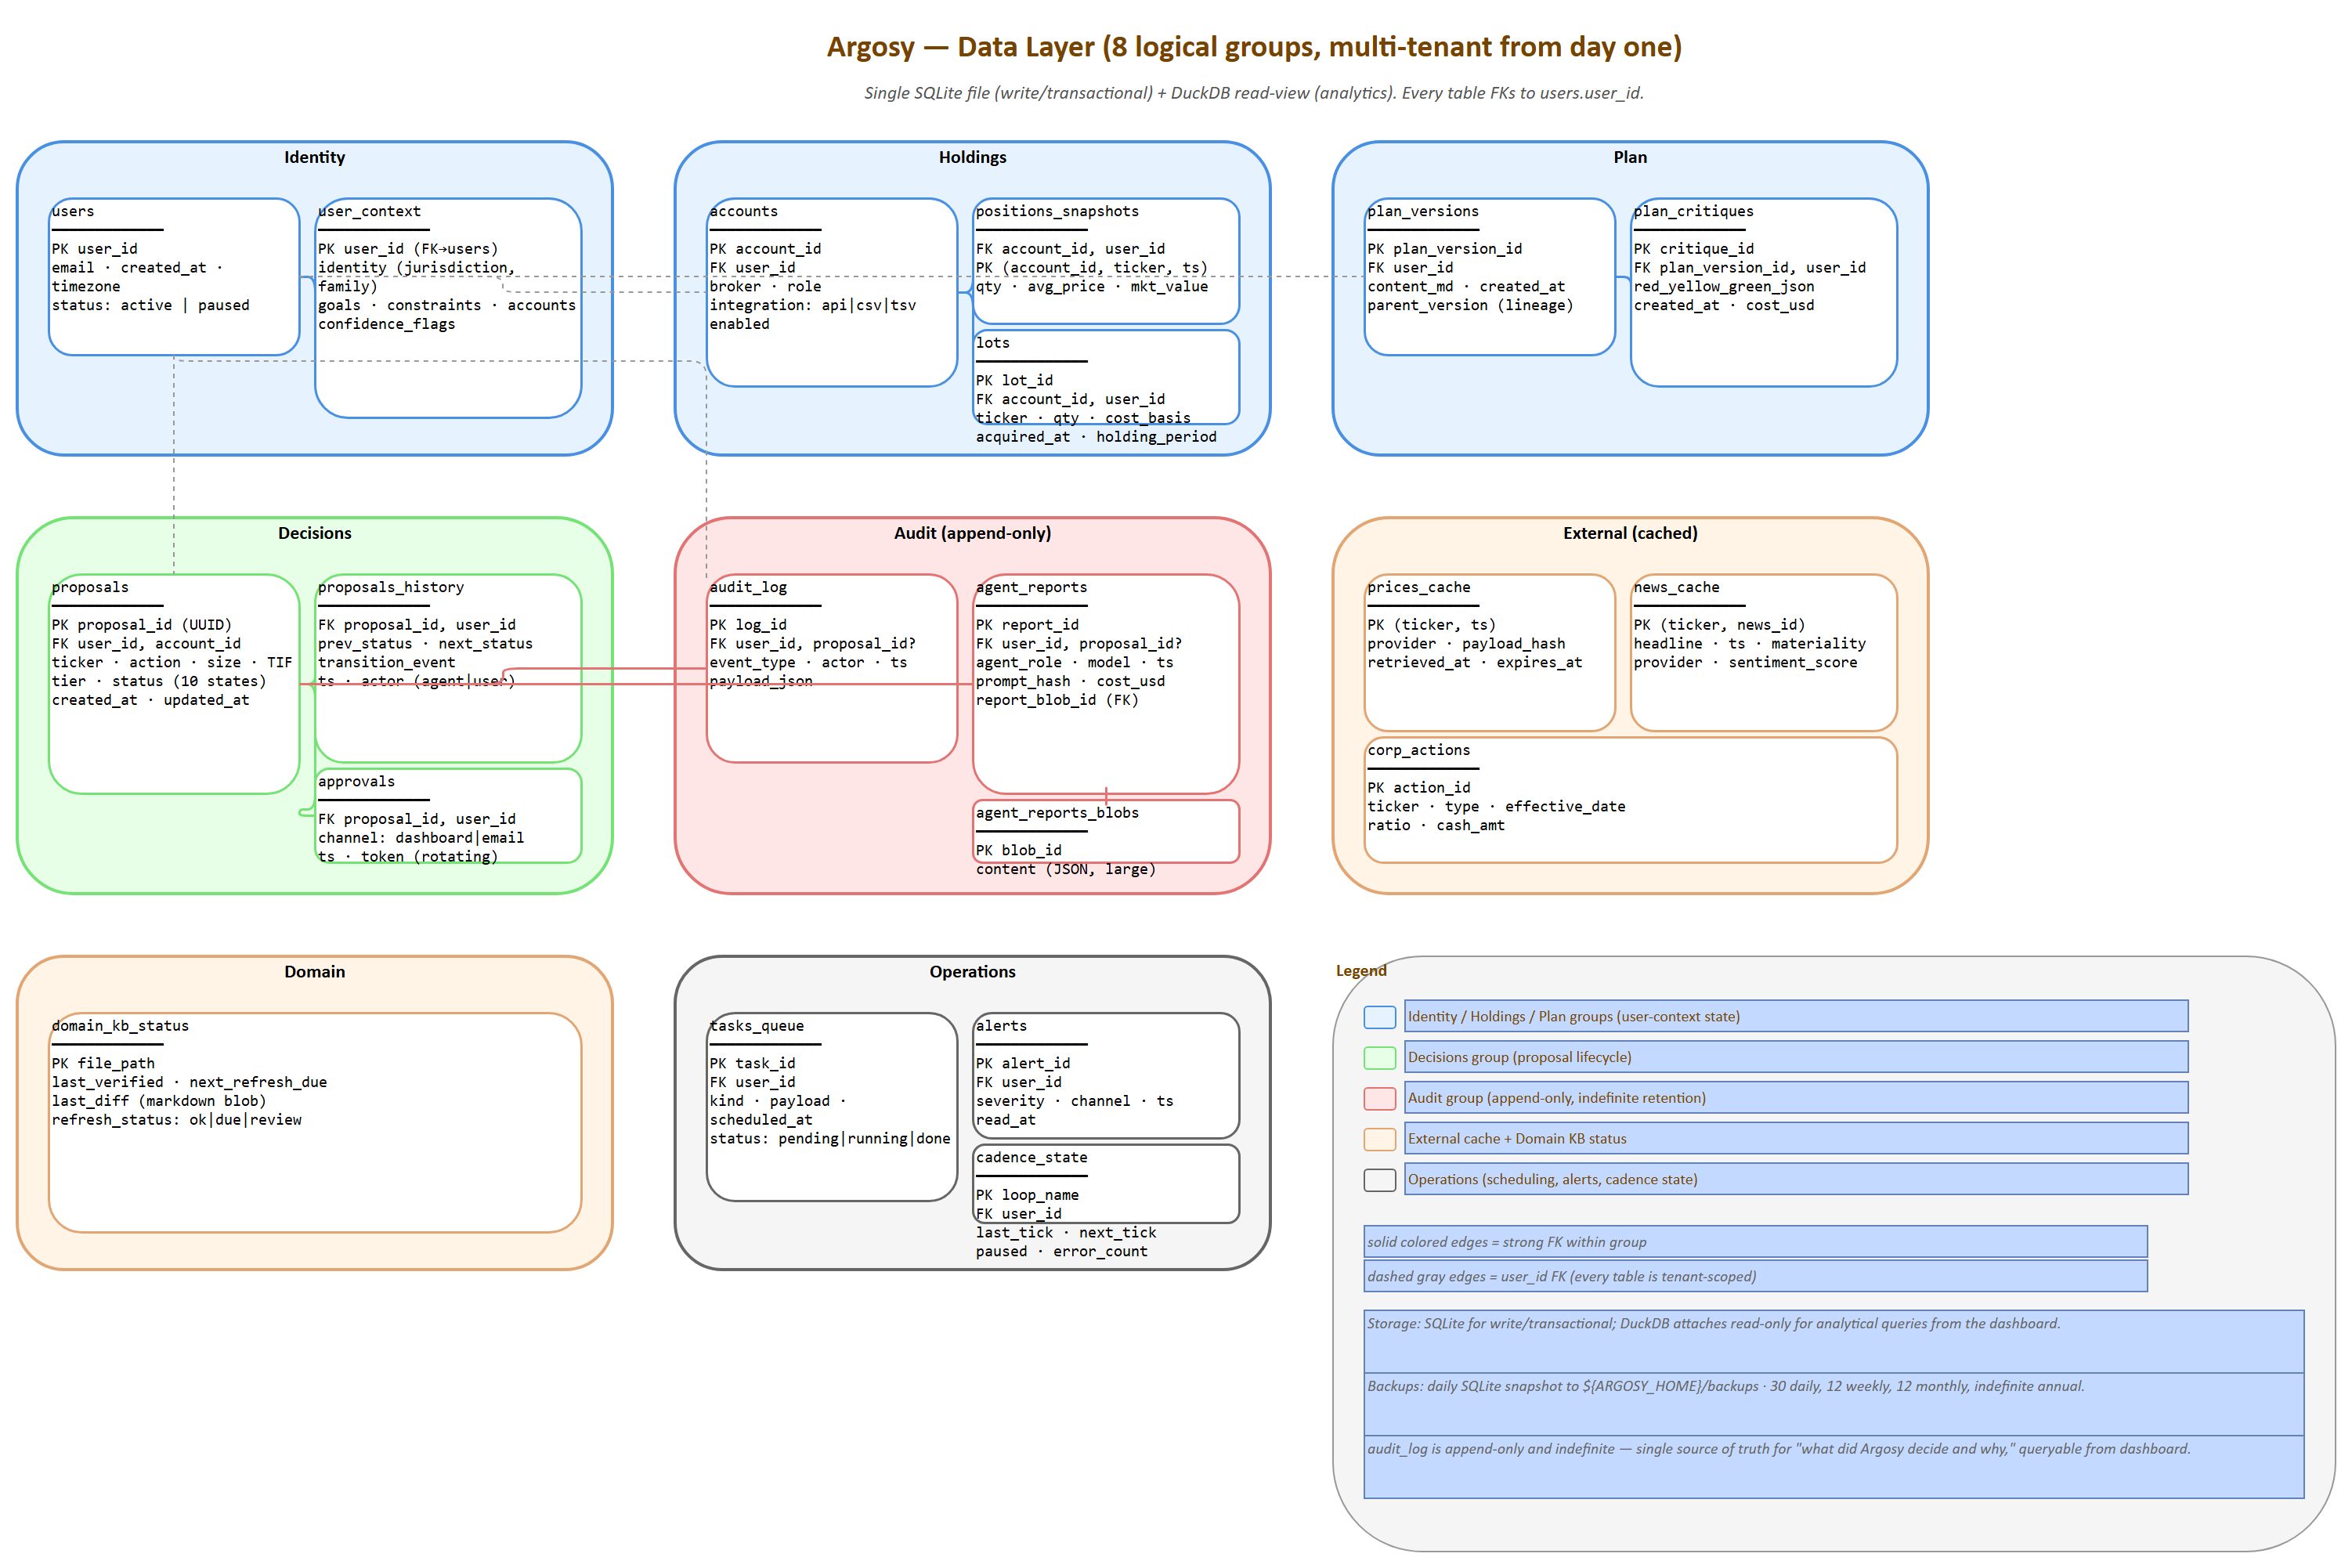 Argosy — Data Layer (8 logical groups, multi-tenant from day one)
Single SQLite file (write/transactional) + DuckDB read-view (analytics). Every table FKs to users.user_id.
Identity
users
PK user_id
email · created_at ·
timezone
status: active | paused
user_context
PK user_id (FK→users)
identity (jurisdiction,
family)
goals · constraints · accounts
confidence_flags
Holdings
accounts
PK account_id
FK user_id
broker · role
integration: api|csv|tsv
enabled
positions_snapshots
FK account_id, user_id
PK (account_id, ticker, ts)
qty · avg_price · mkt_value
lots
PK lot_id
FK account_id, user_id
ticker · qty · cost_basis
acquired_at · holding_period
Plan
plan_versions
PK plan_version_id
FK user_id
content_md · created_at
parent_version (lineage)
plan_critiques
PK critique_id
FK plan_version_id, user_id
red_yellow_green_json
created_at · cost_usd
Decisions
proposals
PK proposal_id (UUID)
FK user_id, account_id
ticker · action · size · TIF
tier · status (10 states)
created_at · updated_at
proposals_history
FK proposal_id, user_id
prev_status · next_status
transition_event
ts · actor (agent|user)
approvals
FK proposal_id, user_id
channel: dashboard|email
ts · token (rotating)
Audit (append-only)
audit_log
PK log_id
FK user_id, proposal_id?
event_type · actor · ts
payload_json
agent_reports
PK report_id
FK user_id, proposal_id?
agent_role · model · ts
prompt_hash · cost_usd
report_blob_id (FK)
agent_reports_blobs
PK blob_id
content (JSON, large)
External (cached)
prices_cache
PK (ticker, ts)
provider · payload_hash
retrieved_at · expires_at
news_cache
PK (ticker, news_id)
headline · ts · materiality
provider · sentiment_score
corp_actions
PK action_id
ticker · type · effective_date
ratio · cash_amt
Domain
domain_kb_status
PK file_path
last_verified · next_refresh_due
last_diff (markdown blob)
refresh_status: ok|due|review
Operations
tasks_queue
PK task_id
FK user_id
kind · payload ·
scheduled_at
status: pending|running|done
alerts
PK alert_id
FK user_id
severity · channel · ts
read_at
cadence_state
PK loop_name
FK user_id
last_tick · next_tick
paused · error_count
Legend
Identity / Holdings / Plan groups (user-context state)
Decisions group (proposal lifecycle)
Audit group (append-only, indefinite retention)
External cache + Domain KB status
Operations (scheduling, alerts, cadence state)
solid colored edges = strong FK within group
dashed gray edges = user_id FK (every table is tenant-scoped)
Storage: SQLite for write/transactional; DuckDB attaches read-only for analytical queries from the dashboard.
Backups: daily SQLite snapshot to ${ARGOSY_HOME}/backups · 30 daily, 12 weekly, 12 monthly, indefinite annual.
audit_log is append-only and indefinite — single source of truth for "what did Argosy decide and why," queryable from dashboard.